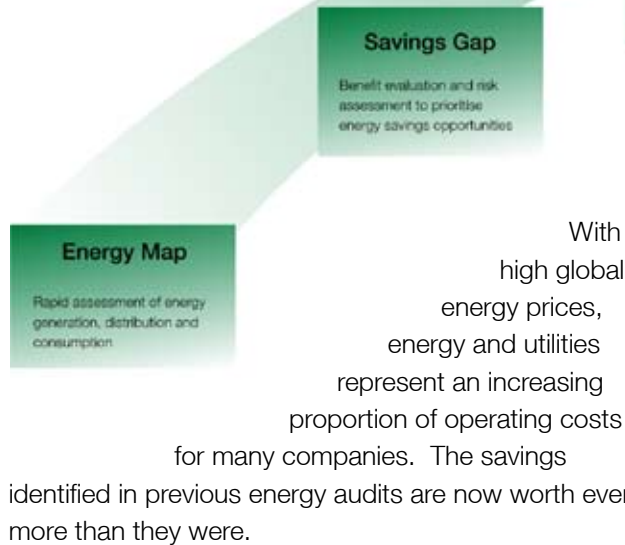 Savings Gap
Benefit evaluation and risk
assessment to prioritise
energy savings opportunities
Energy Map
Rapid assessment of energy
generation, distribution and
consumption
With
high global
energy prices,
energy and utilities
represent an increasing
proportion of operating costs
for many companies. The savings
identified in previous energy audits are now worth even
more than they were.